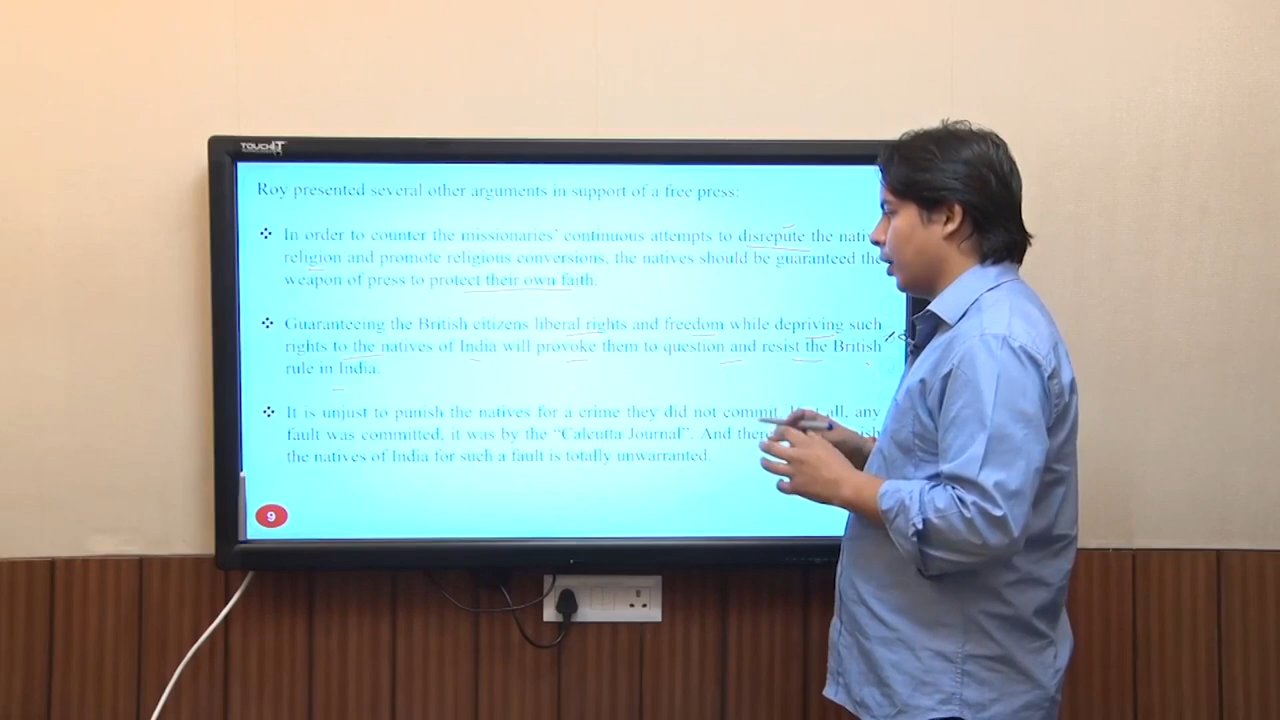 TOUCHIT
Roy presented several other arguments in support of a free press:
In order to counter the missionaries' continuous attempts to disrepute the
religion and promote religious conversions, the natives should be guaranteed the
weapon of press to protect their own faith.
Guaranteeing the British citizens liberal rights and freedom while depriving such
rights to the natives of India will provoke them to question and resist the British
rule in India.
It is unjust to punish the natives for a crime they did not commit. all, any
fault was committed, it was by the "Calcutta Journal". And
the natives of India for such a fault is totally unwarranted.
9